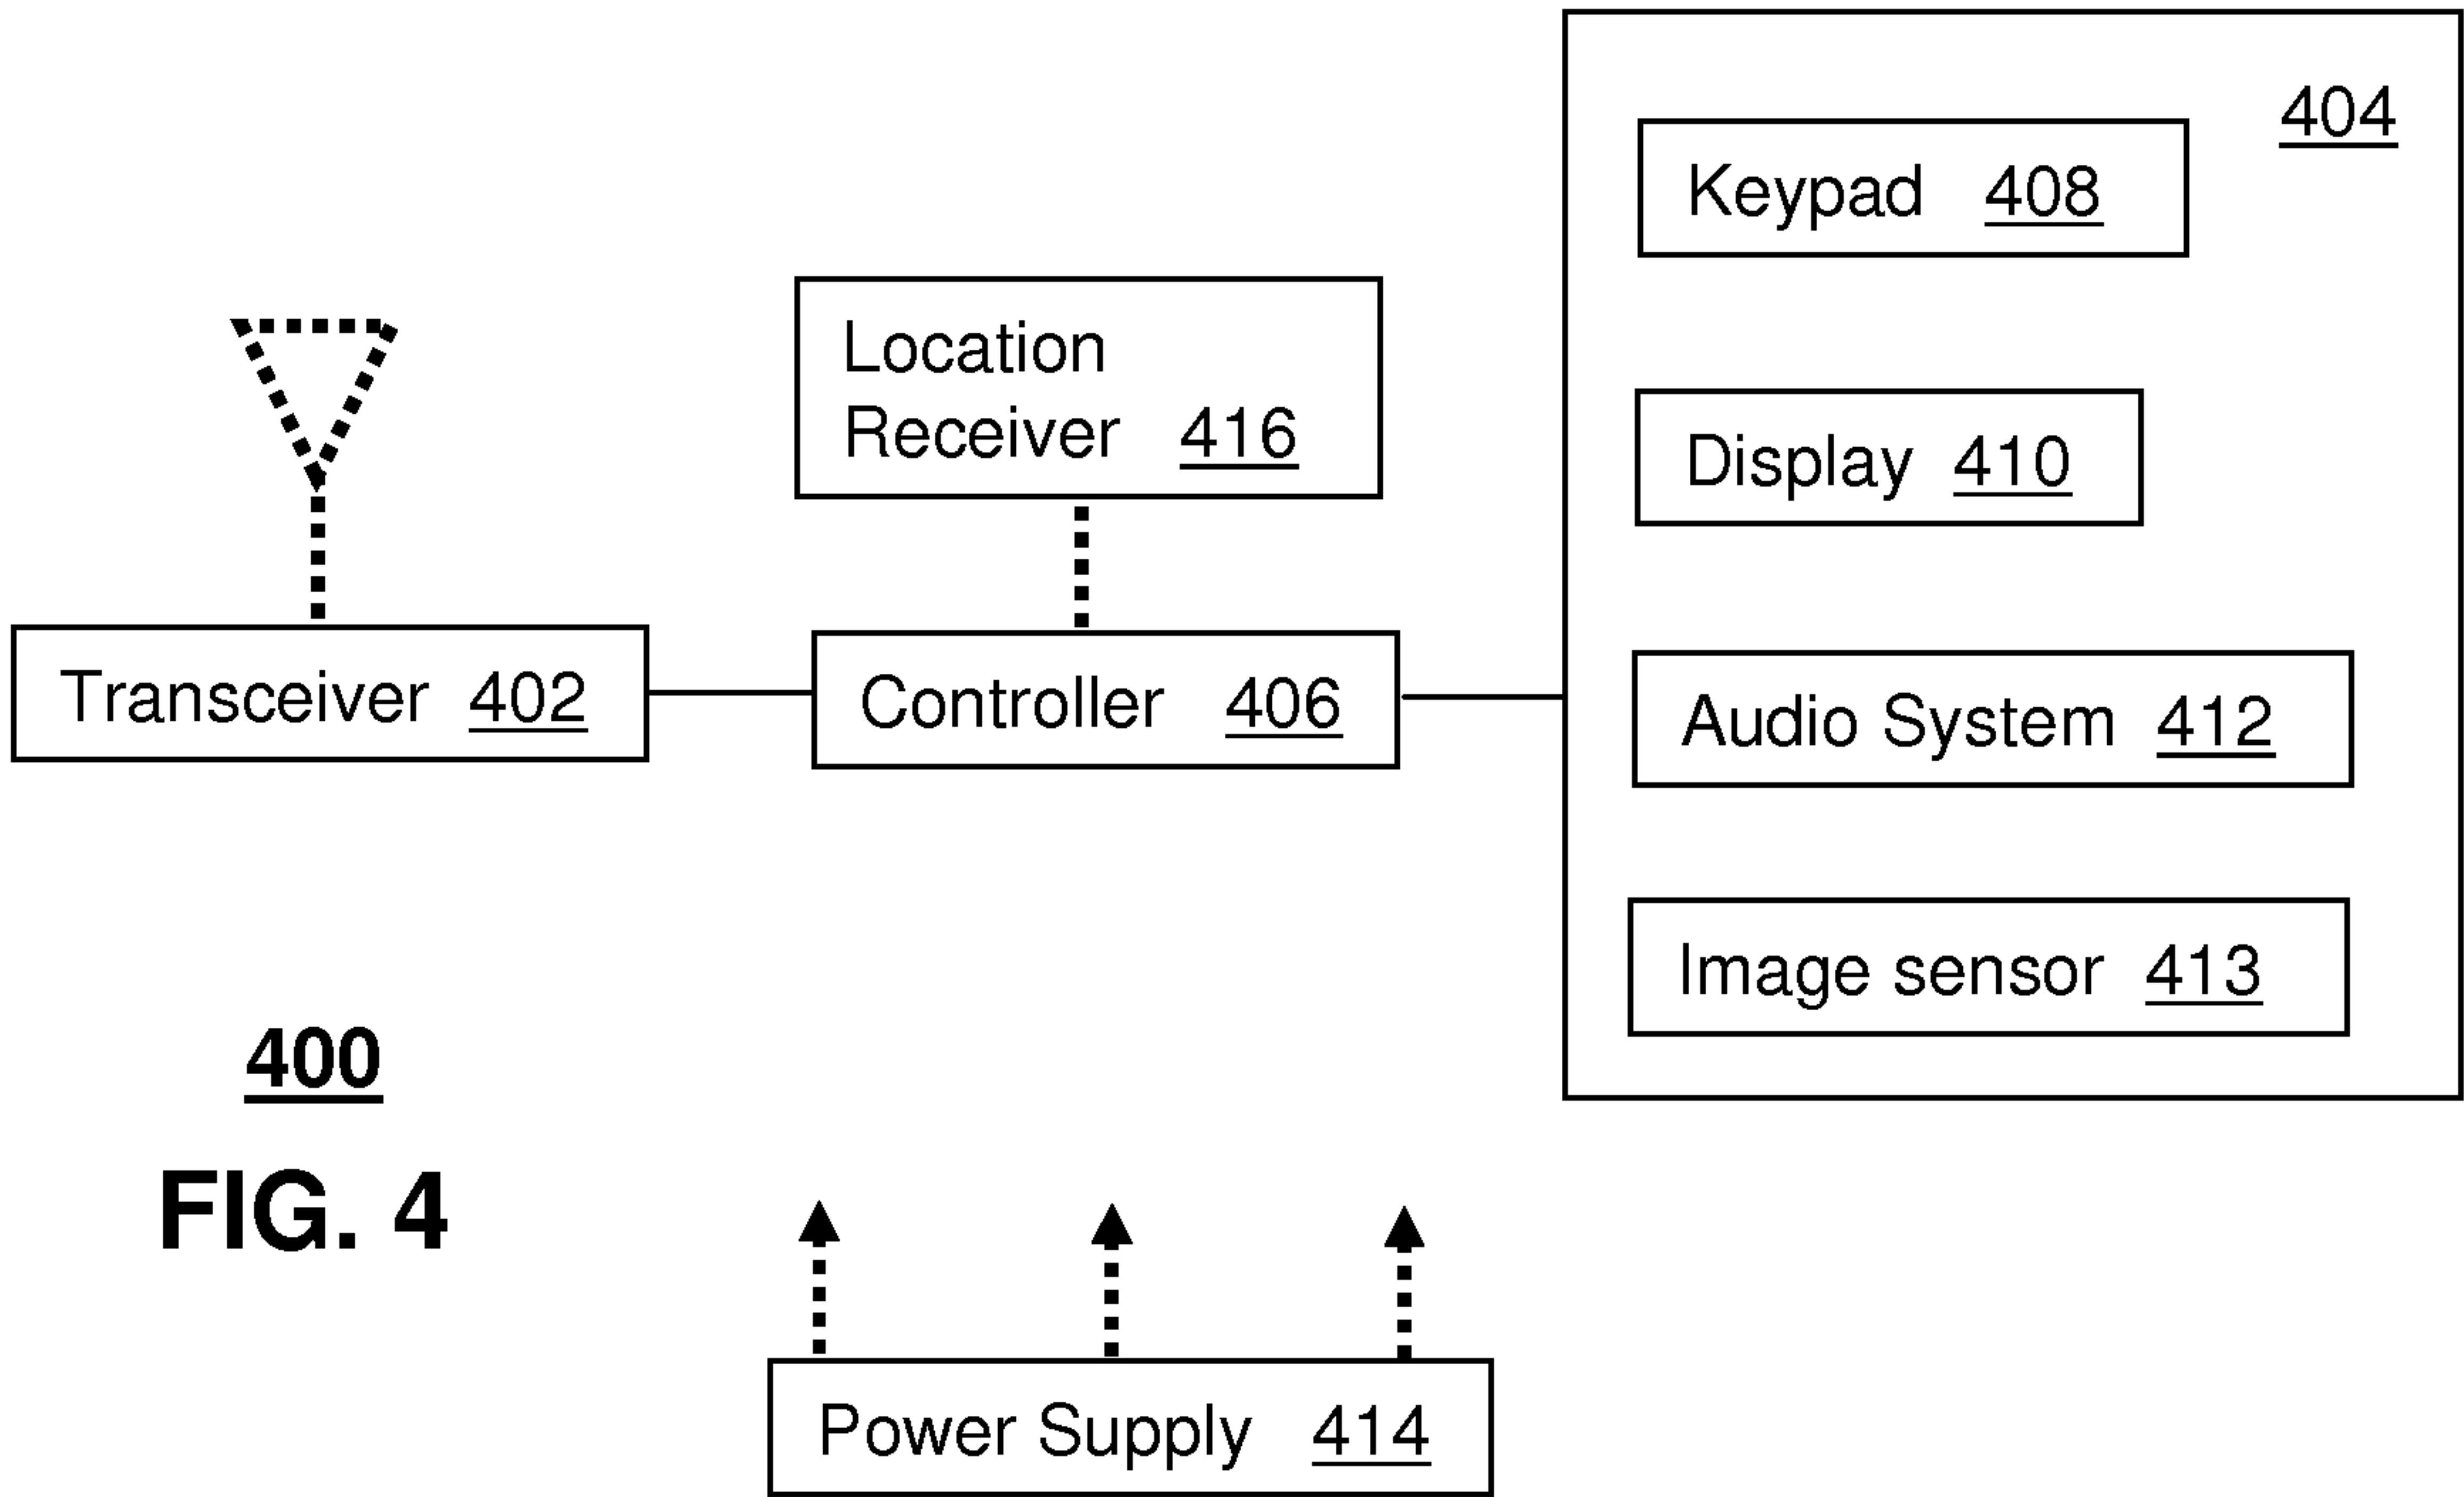 404
Keypad 408
Location
Receiver 416
Display 410
Transceiver 402
Controller 406
Audio System 412
Image sensor 413
400
FIG. 4
Power Supply 414